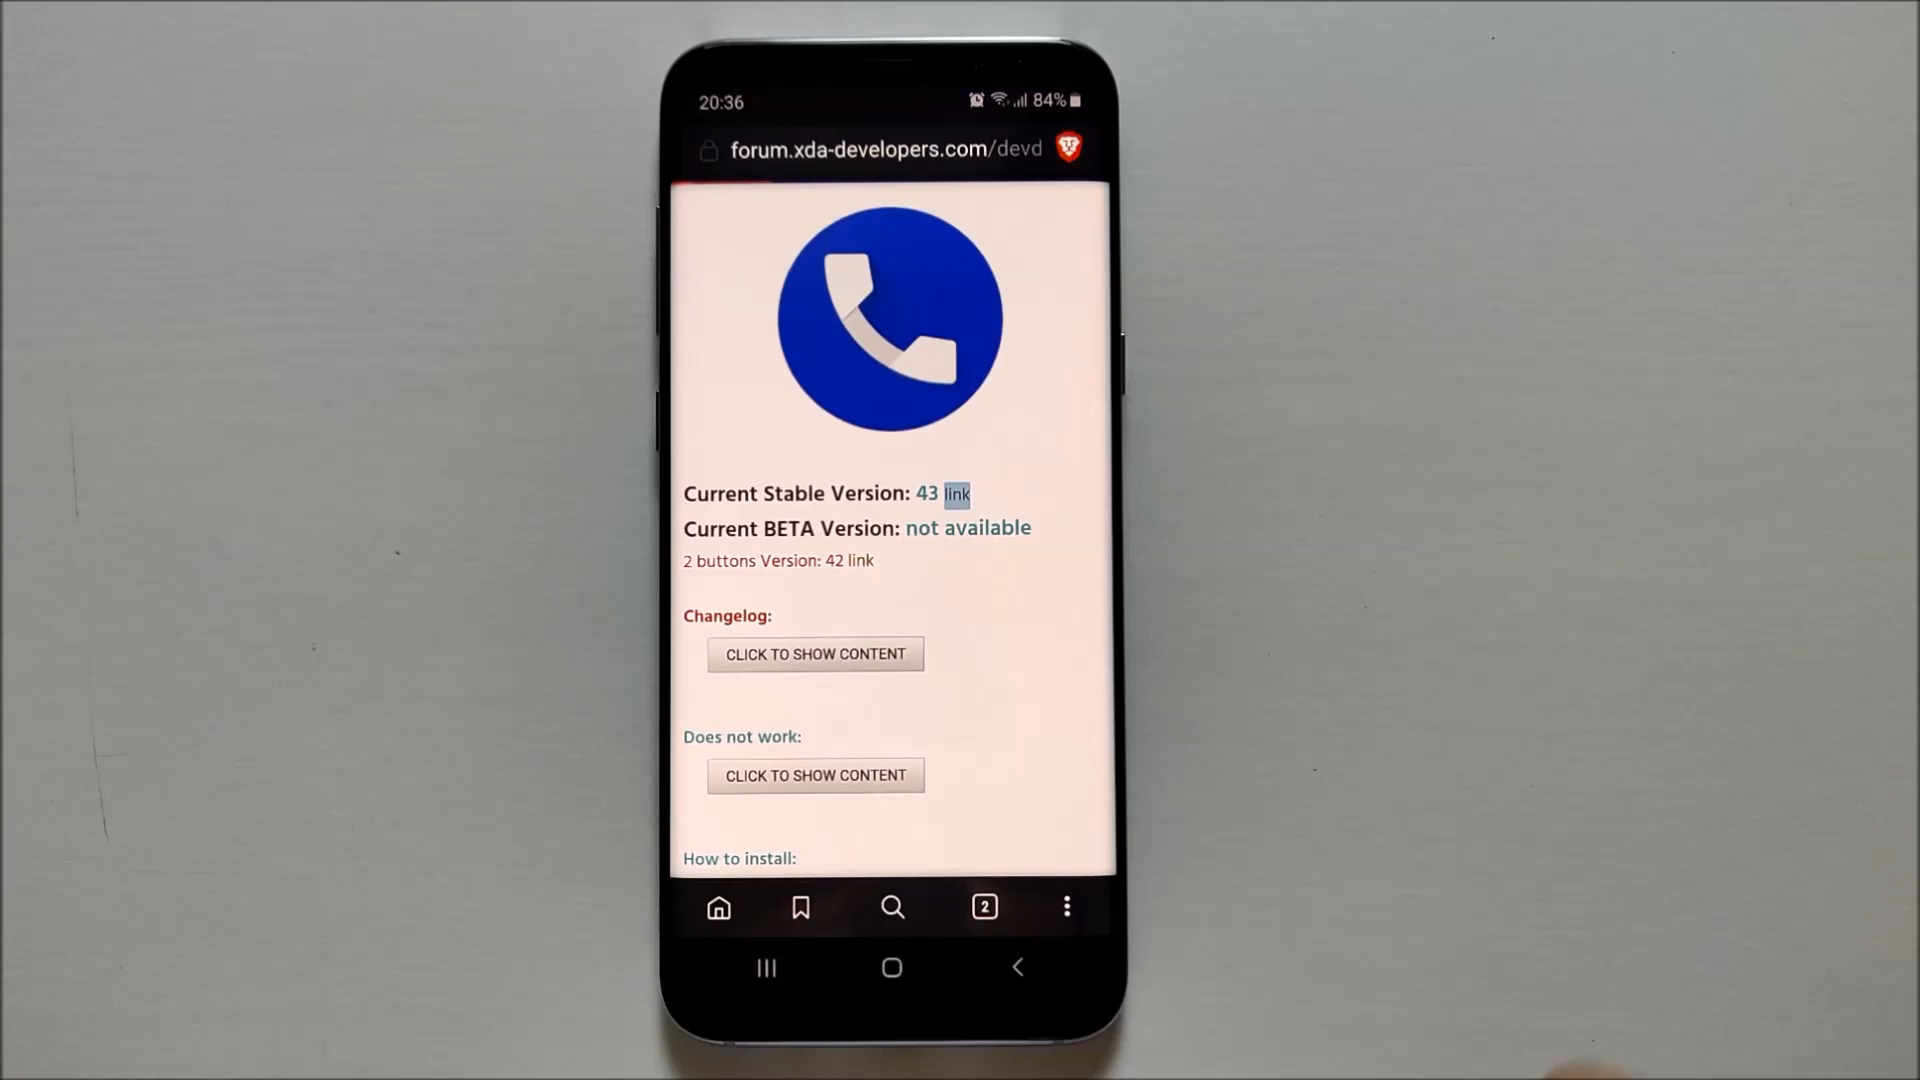 20:36
84%
forum.xda-developers.com/devd
Current Stable Version: 43 link
Current BETA Version: not available
2 buttons Version: 42 link
Changelog:
CLICK TO SHOW CONTENT
Does not work:
CLICK TO SHOW CONTENT
How to install:
2